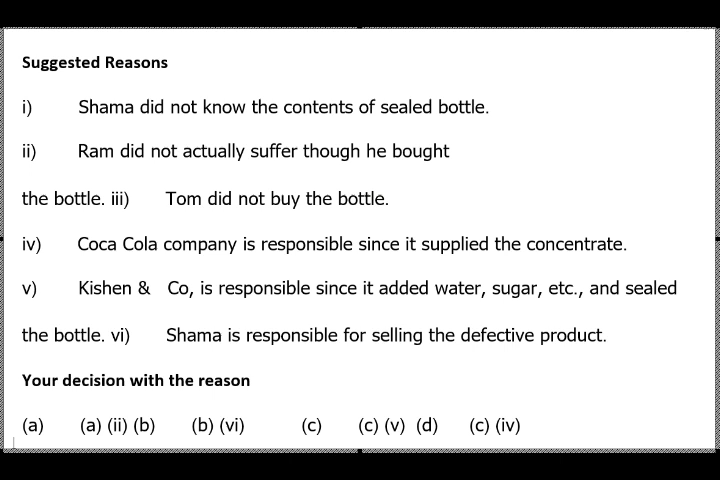 Suggested Reasons
i) Shama did not know the contents of sealed bottle.
ii) Ram did not actually suffer though he bought
the bottle. iii) Tom did not buy the bottle.
iv) Coca Cola company is responsible since it supplied the concentrate.
v) Kishen & Co, is responsible since it added water, sugar, etc., and sealed
the bottle. vi) Shama is responsible for selling the defective product.
Your decision with the reason
(a) (a) (ii) (b) (b) (vi) (c) (c) (v) (d) (c) (iv)